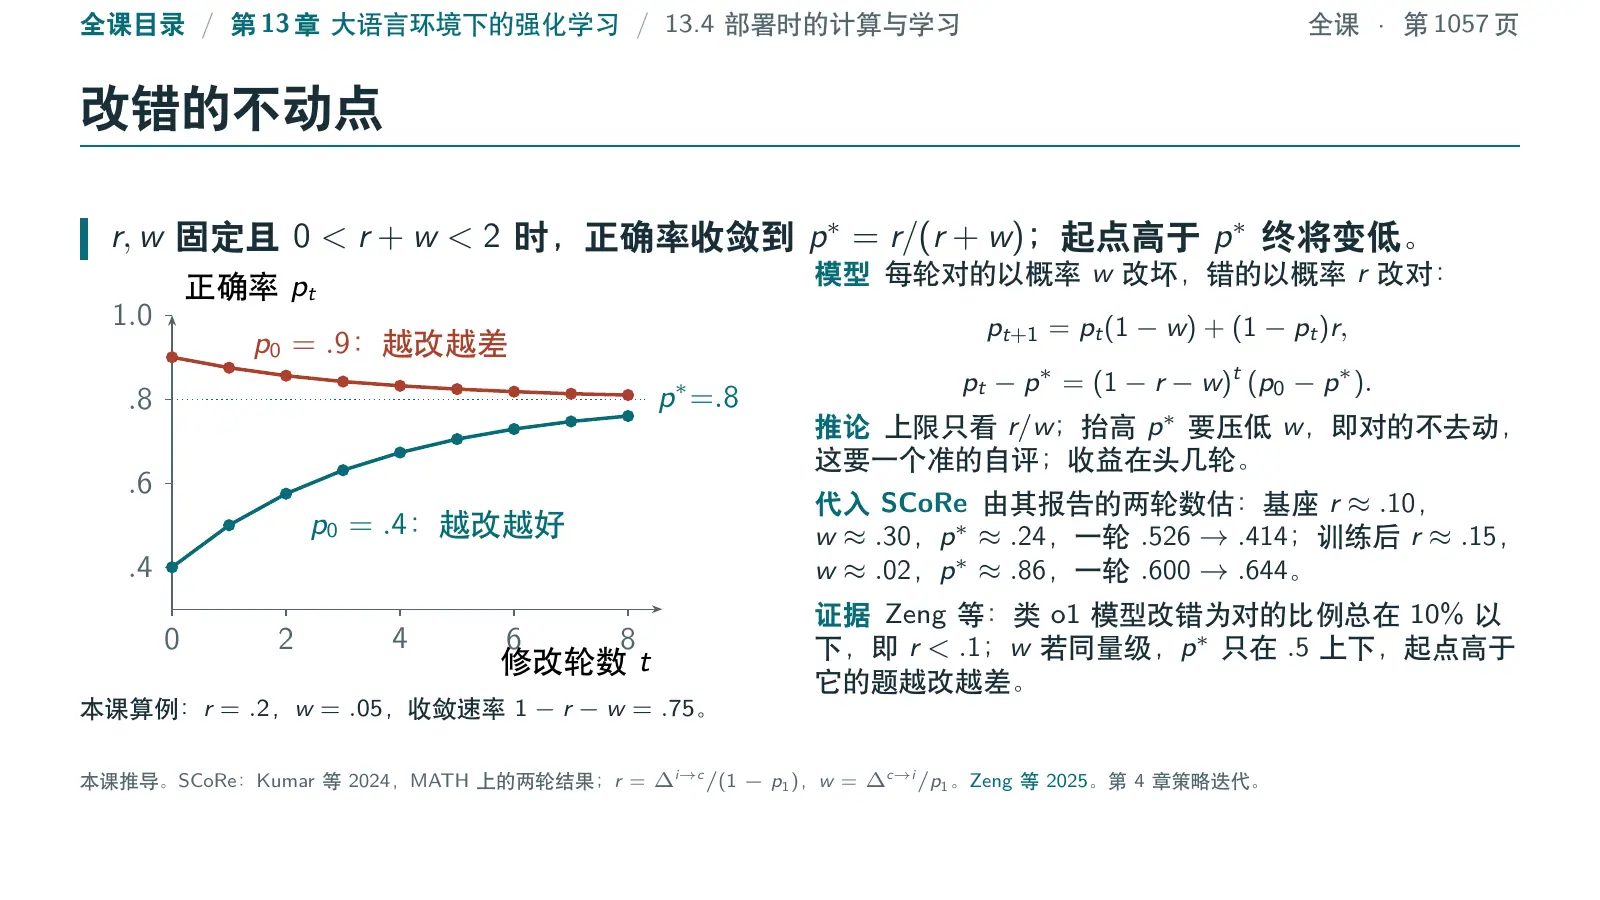 全课目录 / 第 13 章 大语言环境下的强化学习 / 13.4 部署时的计算与学习
全课 · 第 1057 页
改错的不动点
r, w 固定且 0 < r + w < 2 时，正确率收敛到 p* = r/(r + w)；起点高于 p* 终将变低。
正确率 p_t
1.0
.8
.6
.4
p_0 = .9：越改越差
p*=.8
p_0 = .4：越改越好
0 2 4 6 8
修改轮数 t
本课算例：r = .2，w = .05，收敛速率 1 − r − w = .75。
模型 每轮对的以概率 w 改坏，错的以概率 r 改对：
p_{t+1} = p_t(1 − w) + (1 − p_t)r,
p_t − p* = (1 − r − w)^t (p_0 − p*).
推论 上限只看 r/w；抬高 p* 要压低 w，即对的不去动，
这要一个准的自评；收益在头几轮。
代入 SCoRe 由其报告的两轮数估：基座 r ≈ .10，
w ≈ .30，p* ≈ .24，一轮 .526 → .414；训练后 r ≈ .15，
w ≈ .02，p* ≈ .86，一轮 .600 → .644。
证据 Zeng 等：类 o1 模型改错为对的比例总在 10% 以
下，即 r < .1；w 若同量级，p* 只在 .5 上下，起点高于
它的题越改越差。
本课推导。SCoRe：Kumar 等 2024，MATH 上的两轮结果；r = Δ^{i→c}/(1 − p_1)，w = Δ^{c→i}/p_1。Zeng 等 2025。第 4 章策略迭代。